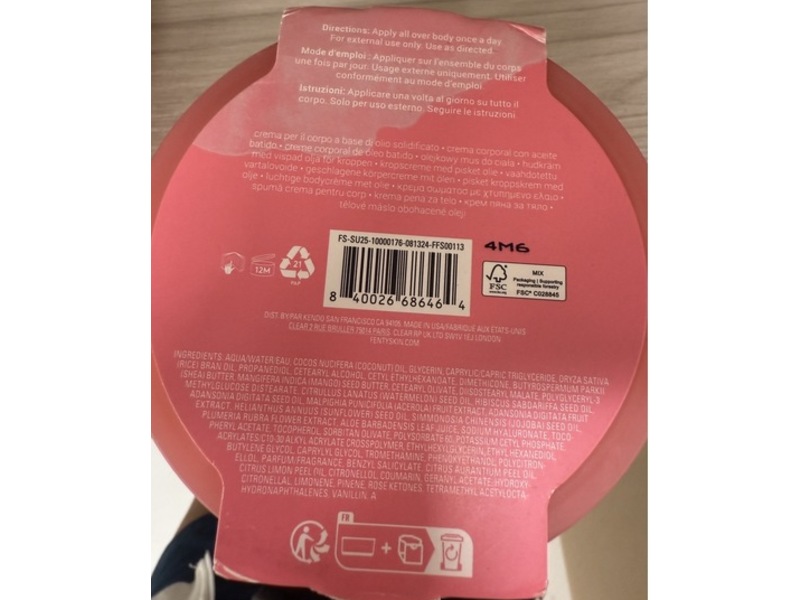 Directions: Apply all over body once a day.
For external use only. Use as directed.
Mode d'emploi : Appliquer sur l'ensemble du corps
une fois par jour. Usage externe uniquement. Utiliser
conformément au mode d'emploi
Istruzioni: Applicare una volta al giorno su tutto il
corpo. Solo per uso esterno. Seguire le istruzioni
crema per il corpo a base di olio solidificato • crema corporal con aceite
batido • creme corporal de óleo batido • olejkowy mus do ciała • hudkräm
med vispad olja för kroppen • kropscreme med pisket olie • vaahdotettu
vartalovoide • geschlagene körpercreme mit ölen • pisket kroppskrem med
olje • luchtige bodycrème met olie • κρεμα σωματος με χτυπημενο ελαιο •
spumă crema pentru corp • krema pena za telo • крем пяна за тяло •
tělové máslo obohacené oleji
FS-SU25-10000176-081324-FFS00113
4M6
12M
21
PAP
8 40026 68646 4
FSC
MIX
Packaging | Supporting
responsible forestry
FSC® C028845
DIST. BY/PAR KENDO SAN FRANCISCO CA 94105. MADE IN USA/FABRIQUÉ AUX ÉTATS-UNIS
CLEAR 2 RUE BRULLER 75014 PARIS. CLEAR RP UK LTD SW1V 1EJ LONDON
FENTYSKIN.COM
INGREDIENTS: AQUA/WATER/EAU, COCOS NUCIFERA (COCONUT) OIL, GLYCERIN, CAPRYLIC/CAPRIC TRIGLYCERIDE, ORYZA SATIVA
(RICE) BRAN OIL, PROPANEDIOL, CETEARYL ALCOHOL, CETYL ETHYLHEXANOATE, DIMETHICONE, BUTYROSPERMUM PARKII
(SHEA) BUTTER, MANGIFERA INDICA (MANGO) SEED BUTTER, CETEARYL OLIVATE, DIISOSTEARYL MALATE, POLYGLYCERYL-3
METHYLGLUCOSE DISTEARATE, CITRULLUS LANATUS (WATERMELON) SEED OIL, HIBISCUS SABDARIFFA SEED OIL,
ADANSONIA DIGITATA SEED OIL, MALPIGHIA PUNICIFOLIA (ACEROLA) FRUIT EXTRACT, ADANSONIA DIGITATA FRUIT
EXTRACT, HELIANTHUS ANNUUS (SUNFLOWER) SEED OIL, SIMMONDSIA CHINENSIS (JOJOBA) SEED OIL,
PLUMERIA RUBRA FLOWER EXTRACT, ALOE BARBADENSIS LEAF JUICE, SODIUM HYALURONATE, TOCO-
PHERYL ACETATE, TOCOPHEROL, SORBITAN OLIVATE, POLYSORBATE 60, POTASSIUM CETYL PHOSPHATE,
ACRYLATES/C10-30 ALKYL ACRYLATE CROSSPOLYMER, ETHYLHEXYLGLYCERIN, ETHYL HEXANEDIOL
BUTYLENE GLYCOL, CAPRYLYL GLYCOL, TROMETHAMINE, PHENOXYETHANOL, POLYCITRON-
ELLOL, PARFUM/FRAGRANCE, BENZYL SALICYLATE, CITRUS AURANTIUM PEEL OIL,
CITRUS LIMON PEEL OIL, CITRONELLOL, COUMARIN, GERANYL ACETATE, HYDROXY-
CITRONELLAL, LIMONENE, PINENE, ROSE KETONES, TETRAMETHYL ACETYLOCTA-
HYDRONAPHTHALENES, VANILLIN. A
FR